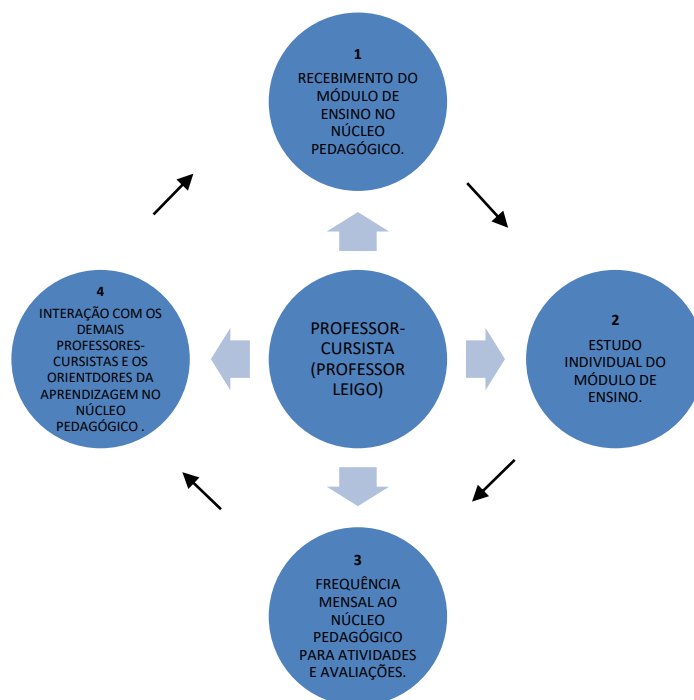 1
RECEBIMENTO DO
MÓDULO DE
ENSINO NO
NÚCLEO
PEDAGÓGICO.
4
INTERAÇÃO COM OS
DEMAIS
PROFESSORES-
CURSISTAS E OS
ORIENTDORES DA
APRENDIZAGEM NO
NÚCLEO
PEDAGÓGICO .
PROFESSOR-
CURSISTA
(PROFESSOR
LEIGO)
2
ESTUDO
INDIVIDUAL DO
MÓDULO DE
ENSINO.
3
FREQUÊNCIA
MENSAL AO
NÚCLEO
PEDAGÓGICO
PARA ATIVIDADES
E AVALIAÇÕES.